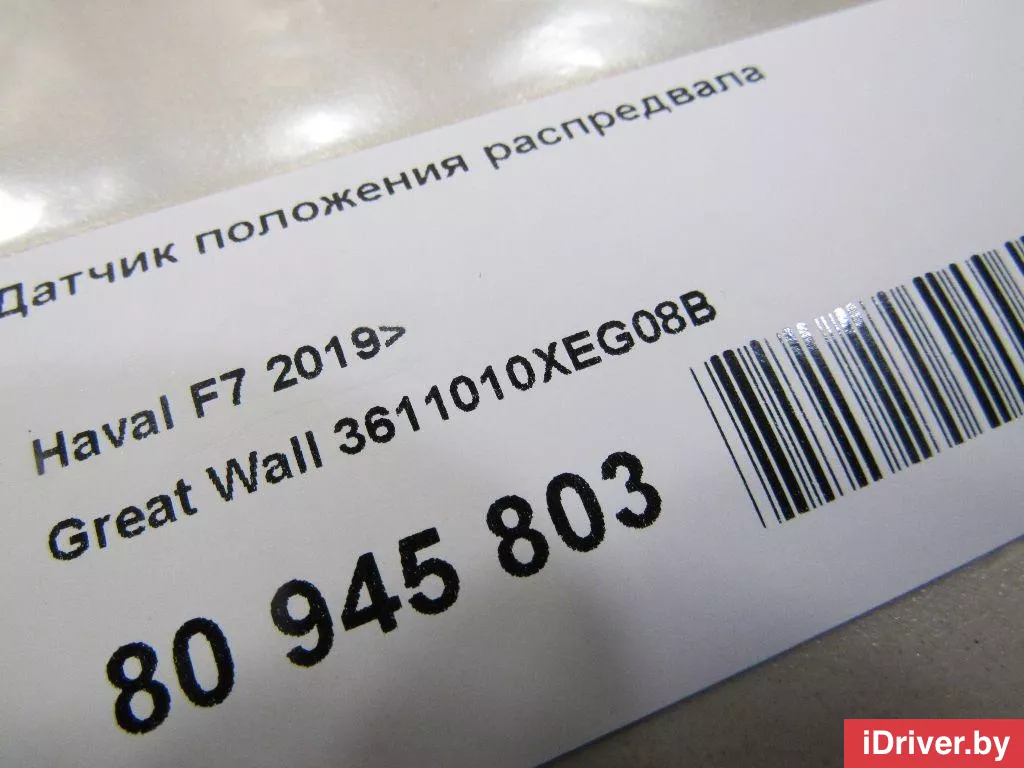 Датчик положения распредвала
Haval F7 2019>
Great Wall 3611010XEG08B
80 945 803
iDriver.by